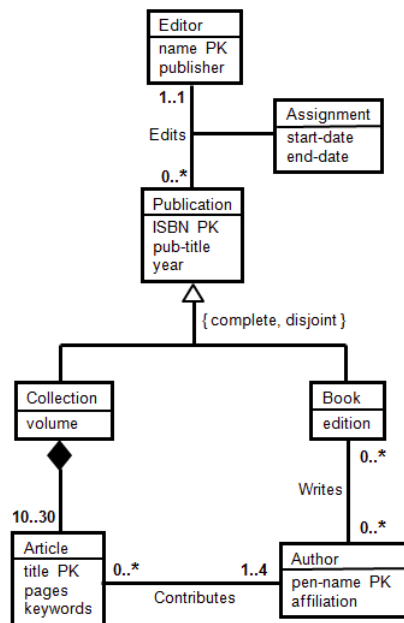 Editor
name PK
publisher
1..1
Edits
0..*
Assignment
start-date
end-date
Publication
ISBN PK
pub-title
year
{ complete, disjoint }
Collection
volume
Book
edition
0..*
Writes
0..*
10..30
Article
title PK
pages
keywords
0..*
Contributes
1..4
Author
pen-name PK
affiliation